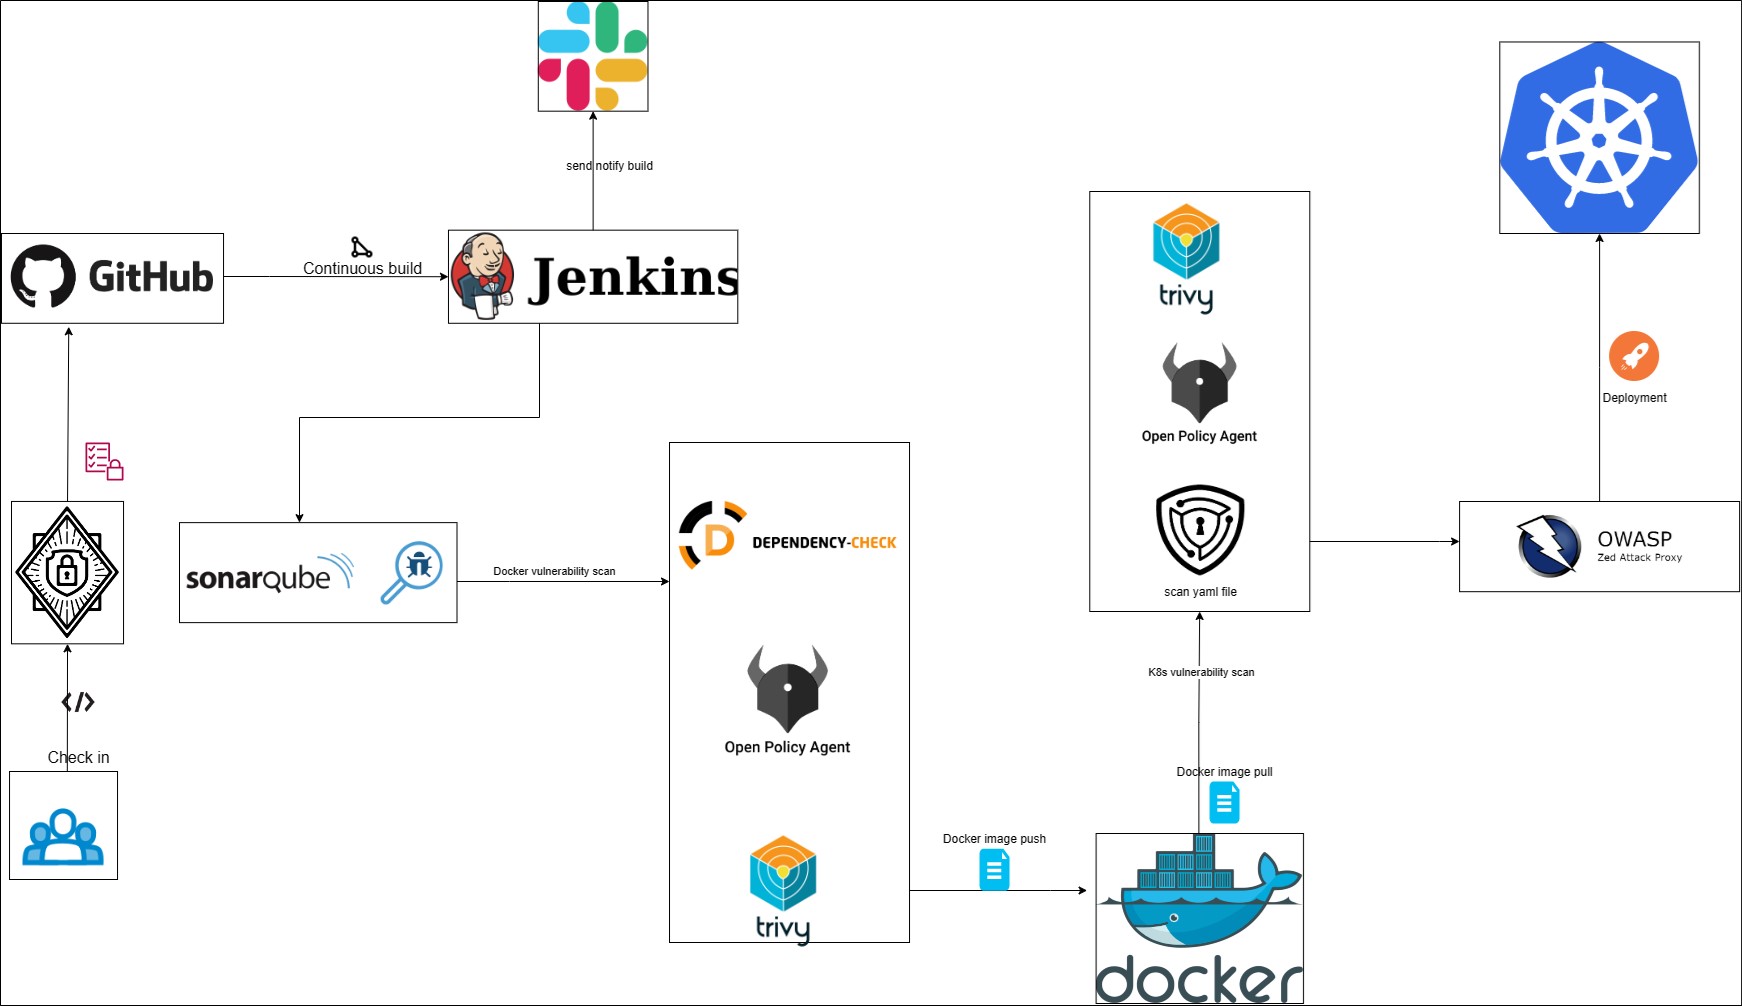 send notify build
GitHub
Continuous build
Jenkins
trivy
Open Policy Agent
scan yaml file
Deployment
sonarqube
Docker vulnerability scan
DEPENDENCY-CHECK
Open Policy Agent
trivy
OWASP
Zed Attack Proxy
K8s vulnerability scan
</>
Check in
Docker image pull
Docker image push
docker